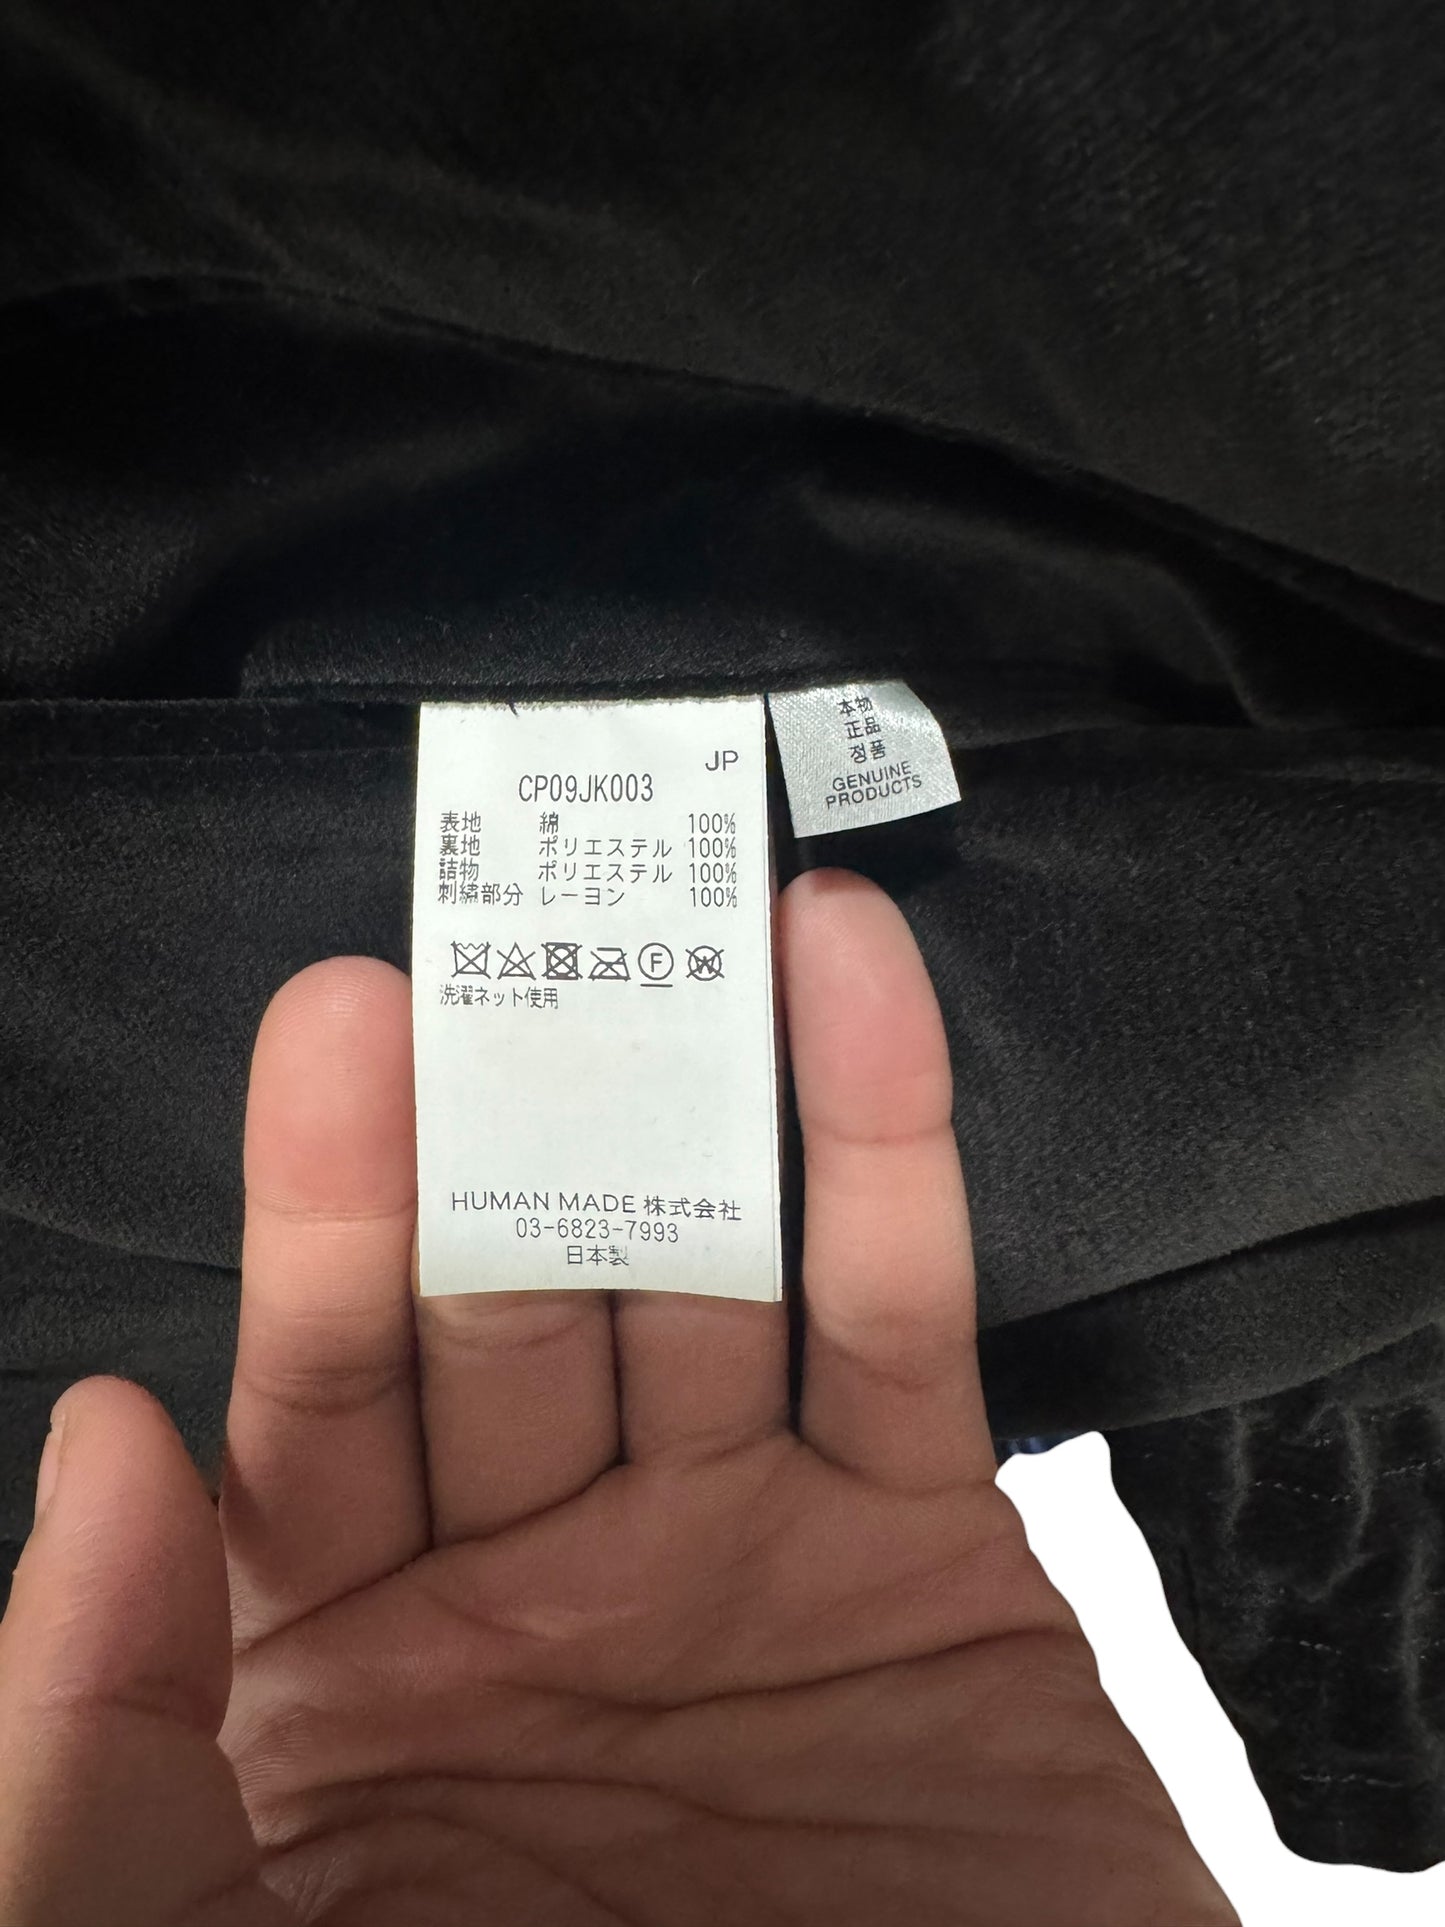 JP
CP09JK003
表地 綿 100%
裏地 ポリエステル 100%
詰物 ポリエステル 100%
刺繍部分 レーヨン 100%
F W
洗濯ネット使用
HUMAN MADE 株式会社
03-6823-7993
日本製
本物
正品
정품
GENUINE
PRODUCTS